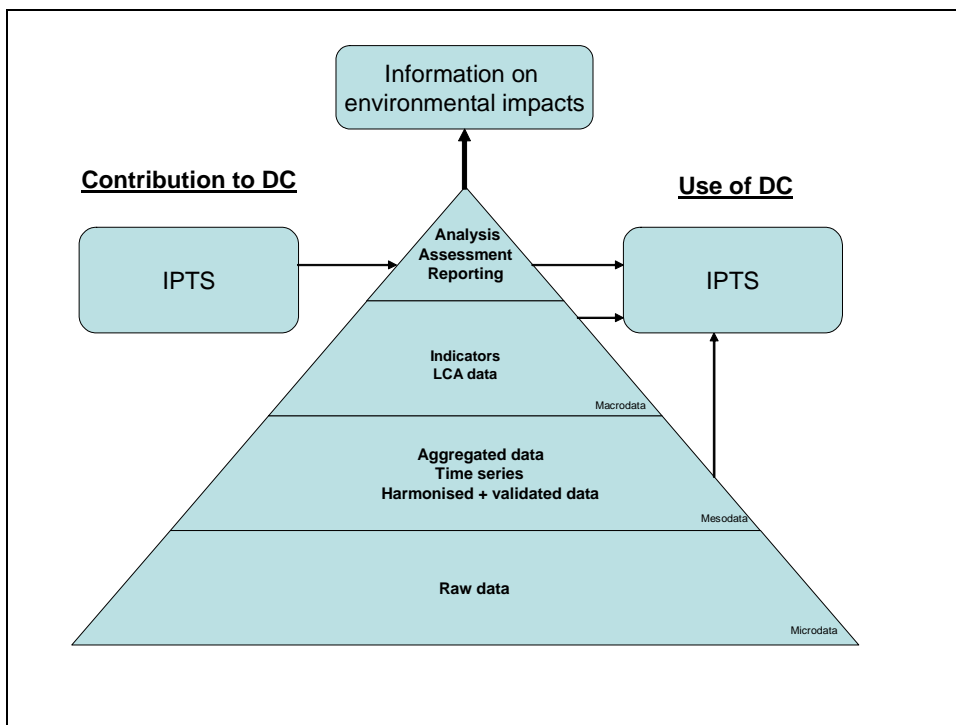 Information on
environmental impacts
Contribution to DC
Use of DC
IPTS
Analysis
Assessment
Reporting
IPTS
Indicators
LCA data
Macrodata
Aggregated data
Time series
Harmonised + validated data
Mesodata
Raw data
Microdata